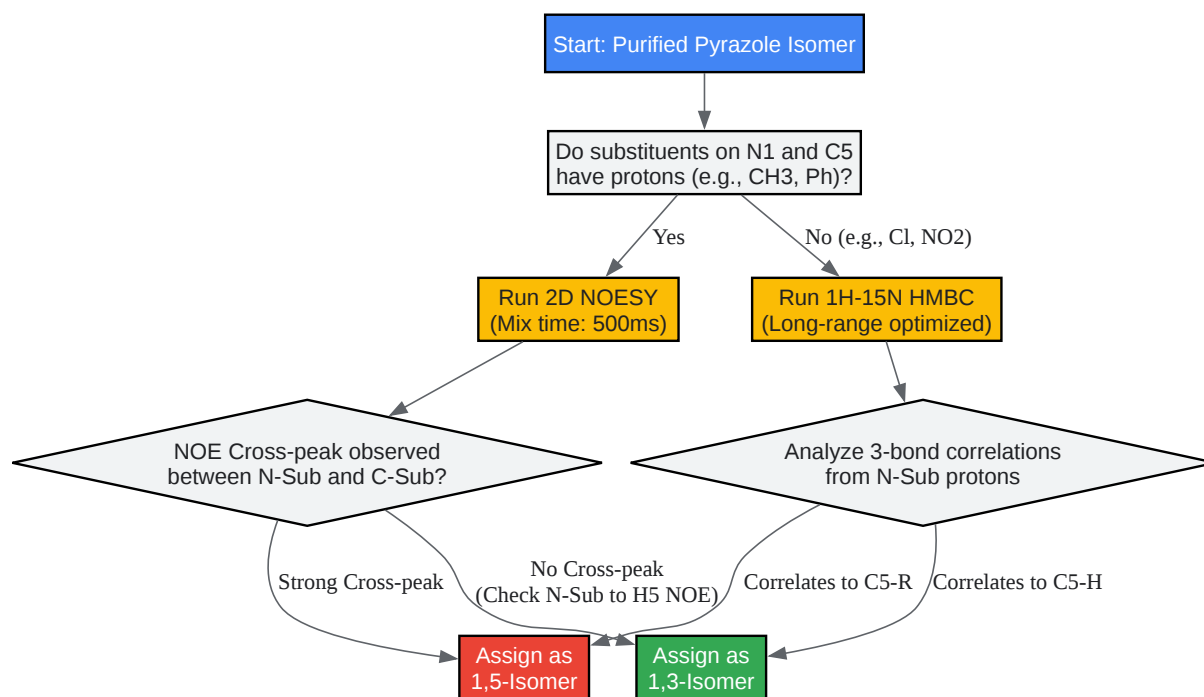 Start: Purified Pyrazole Isomer
Do substituents on N1 and C5
have protons (e.g., CH3, Ph)?
Yes
No (e.g., Cl, NO2)
Run 2D NOESY
(Mix time: 500ms)
Run 1H-15N HMBC
(Long-range optimized)
NOE Cross-peak observed
between N-Sub and C-Sub?
Analyze 3-bond correlations
from N-Sub protons
Strong Cross-peak
No Cross-peak
(Check N-Sub to H5 NOE)
Correlates to C5-R
Correlates to C5-H
Assign as
1,5-Isomer
Assign as
1,3-Isomer